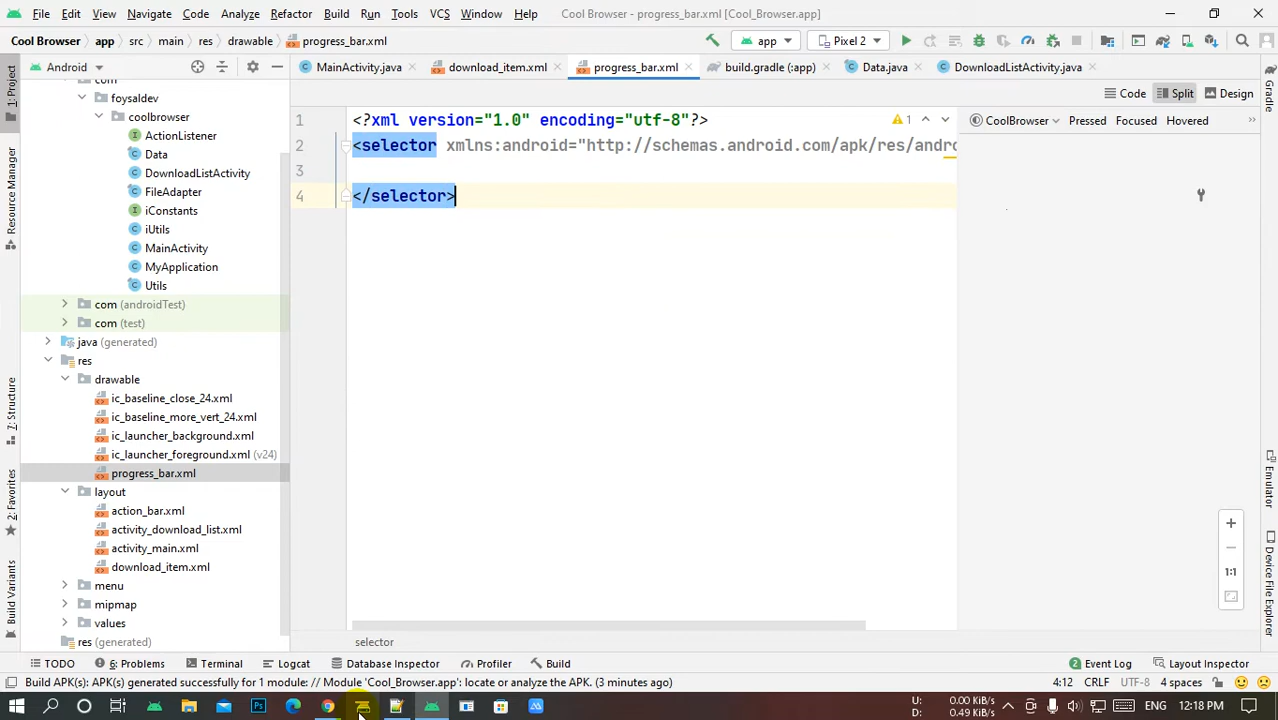 File Edit View Navigate Code Analyze Refactor Build Run Tools VCS Window Help Cool Browser - progress_bar.xml [Cool_Browser.app]
Cool Browser app src main res drawable progress_bar.xml app Pixel 2
Android MainActivity.java download_item.xml progress_bar.xml build.gradle (:app) Data.java DownloadListActivity.java
Code Split Design
1: Project
Resource Manager
7: Structure
2: Favorites
Build Variants
com
foysaldev
coolbrowser
ActionListener
Data
DownloadListActivity
FileAdapter
iConstants
iUtils
MainActivity
MyApplication
Utils
com (androidTest)
com (test)
java (generated)
res
drawable
ic_baseline_close_24.xml
ic_baseline_more_vert_24.xml
ic_launcher_background.xml
ic_launcher_foreground.xml (v24)
progress_bar.xml
layout
action_bar.xml
activity_download_list.xml
activity_main.xml
download_item.xml
menu
mipmap
values
res (generated)
1 <?xml version="1.0" encoding="utf-8"?>
2 <selector xmlns:android="http://schemas.android.com/apk/res/andro
3
4 </selector>
1
selector
CoolBrowser Pressed Focused Hovered
1:1
Gradle
Emulator
Device File Explorer
TODO 6: Problems Terminal Logcat Database Inspector Profiler Build Event Log Layout Inspector
Build APK(s): APK(s) generated successfully for 1 module: // Module 'Cool_Browser.app': locate or analyze the APK. (3 minutes ago) 4:12 CRLF UTF-8 4 spaces
U: 0.00 KiB/s
D: 0.49 KiB/s
ENG 12:18 PM